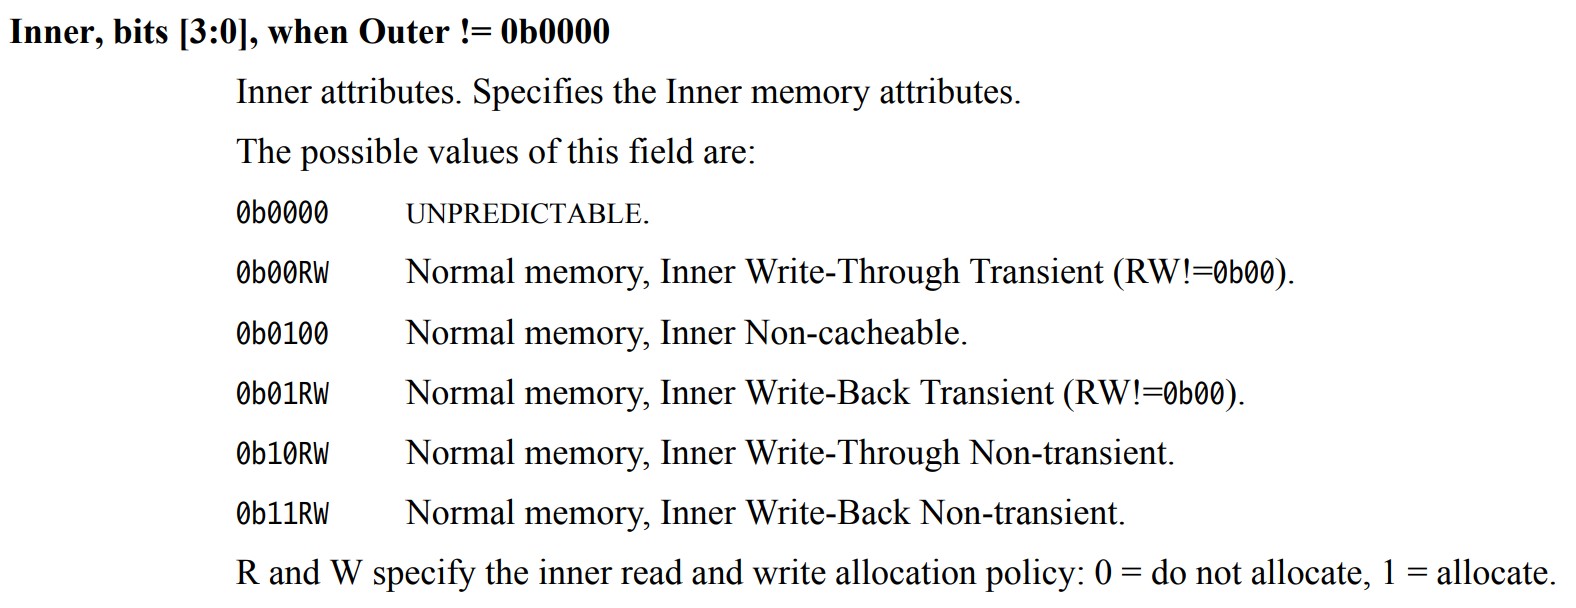 Inner, bits [3:0], when Outer != 0b0000
Inner attributes. Specifies the Inner memory attributes.
The possible values of this field are:
0b0000 UNPREDICTABLE.
0b00RW Normal memory, Inner Write-Through Transient (RW!=0b00).
0b0100 Normal memory, Inner Non-cacheable.
0b01RW Normal memory, Inner Write-Back Transient (RW!=0b00).
0b10RW Normal memory, Inner Write-Through Non-transient.
0b11RW Normal memory, Inner Write-Back Non-transient.
R and W specify the inner read and write allocation policy: 0 = do not allocate, 1 = allocate.